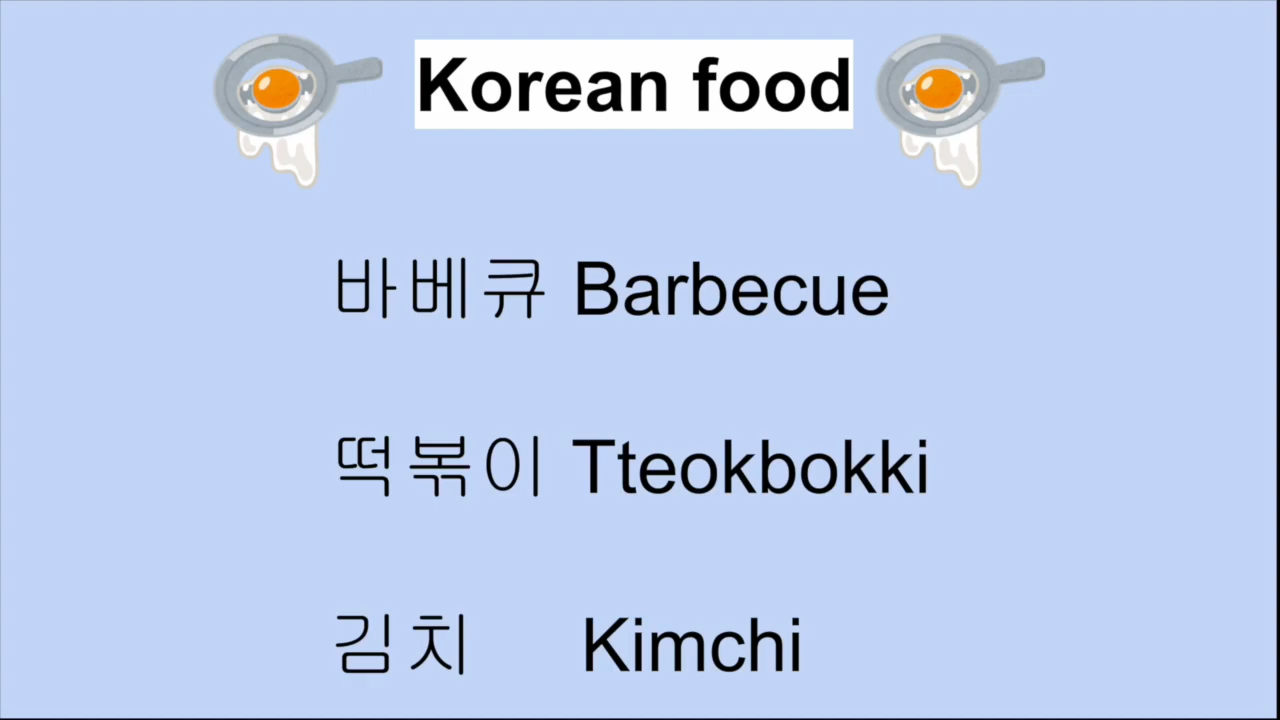 Korean food
바베큐 Barbecue
떡볶이 Tteokbokki
김치 Kimchi